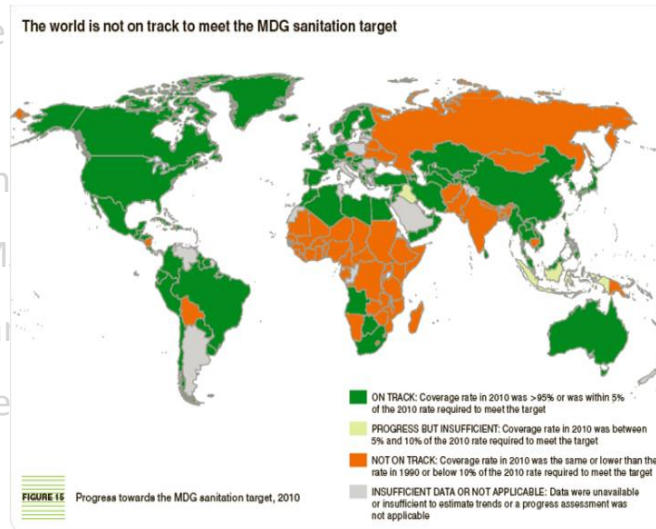 The world is not on track to meet the MDG sanitation target
ON TRACK: Coverage rate in 2010 was >95% or was within 5%
of the 2010 rate required to meet the target
PROGRESS BUT INSUFFICIENT: Coverage rate in 2010 was between
5% and 10% of the 2010 rate required to meet the target
NOT ON TRACK: Coverage rate in 2010 was the same or lower than the
rate in 1990 or below 10% of the 2010 rate required to meet the target
INSUFFICIENT DATA OR NOT APPLICABLE: Data were unavailable
or insufficient to estimate trends or a progress assessment was
not applicable
FIGURE 15 Progress towards the MDG sanitation target, 2010